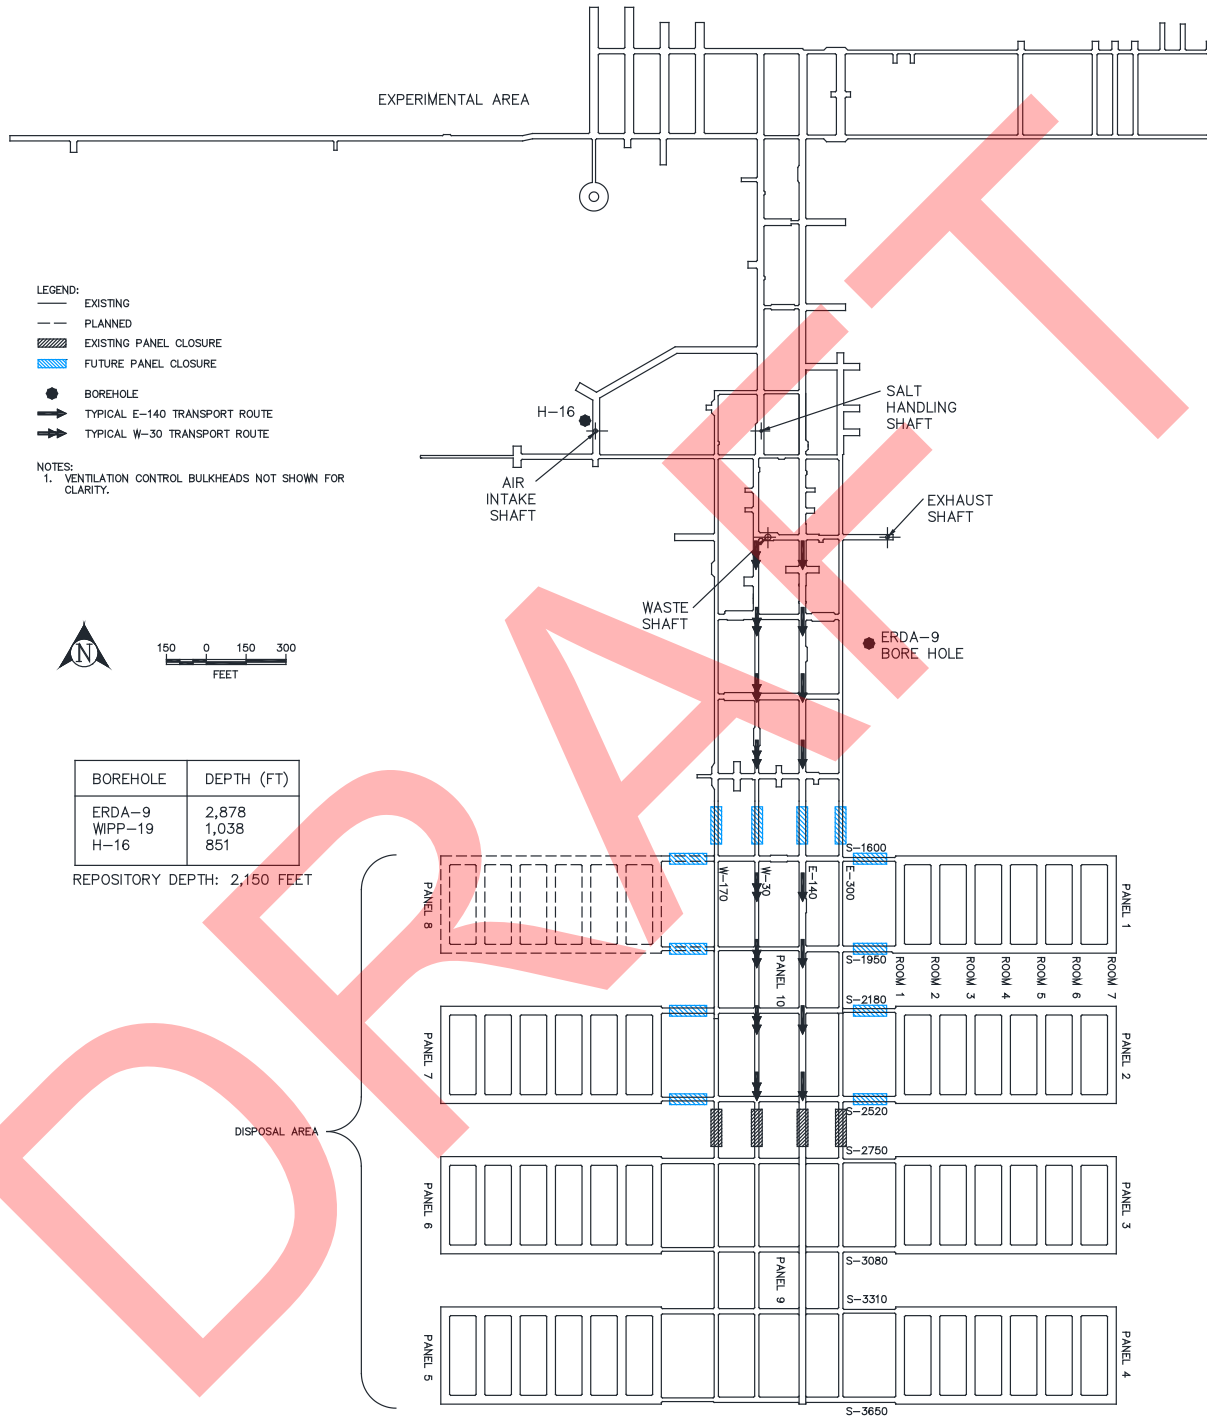 EXPERIMENTAL AREA
LEGEND:
EXISTING
PLANNED
EXISTING PANEL CLOSURE
FUTURE PANEL CLOSURE
BOREHOLE
TYPICAL E-140 TRANSPORT ROUTE
TYPICAL W-30 TRANSPORT ROUTE
NOTES:
1. VENTILATION CONTROL BULKHEADS NOT SHOWN FOR
CLARITY.
H-16
AIR
INTAKE
SHAFT
SALT
HANDLING
SHAFT
EXHAUST
SHAFT
WASTE
SHAFT
ERDA-9
BORE HOLE
N
150 0 150 300
FEET
BOREHOLE DEPTH (FT)
ERDA-9 2,878
WIPP-19 1,038
H-16 851
REPOSITORY DEPTH: 2,150 FEET
S-1600
W-170
W-30
E-140
E-300
PANEL 8
PANEL 1
S-1950
PANEL 10
S-2180
ROOM 1
ROOM 2
ROOM 3
ROOM 4
ROOM 5
ROOM 6
ROOM 7
PANEL 7
PANEL 2
S-2520
DISPOSAL AREA
S-2750
PANEL 6
PANEL 3
S-3080
PANEL 9
S-3310
PANEL 5
PANEL 4
S-3650
DRAFT